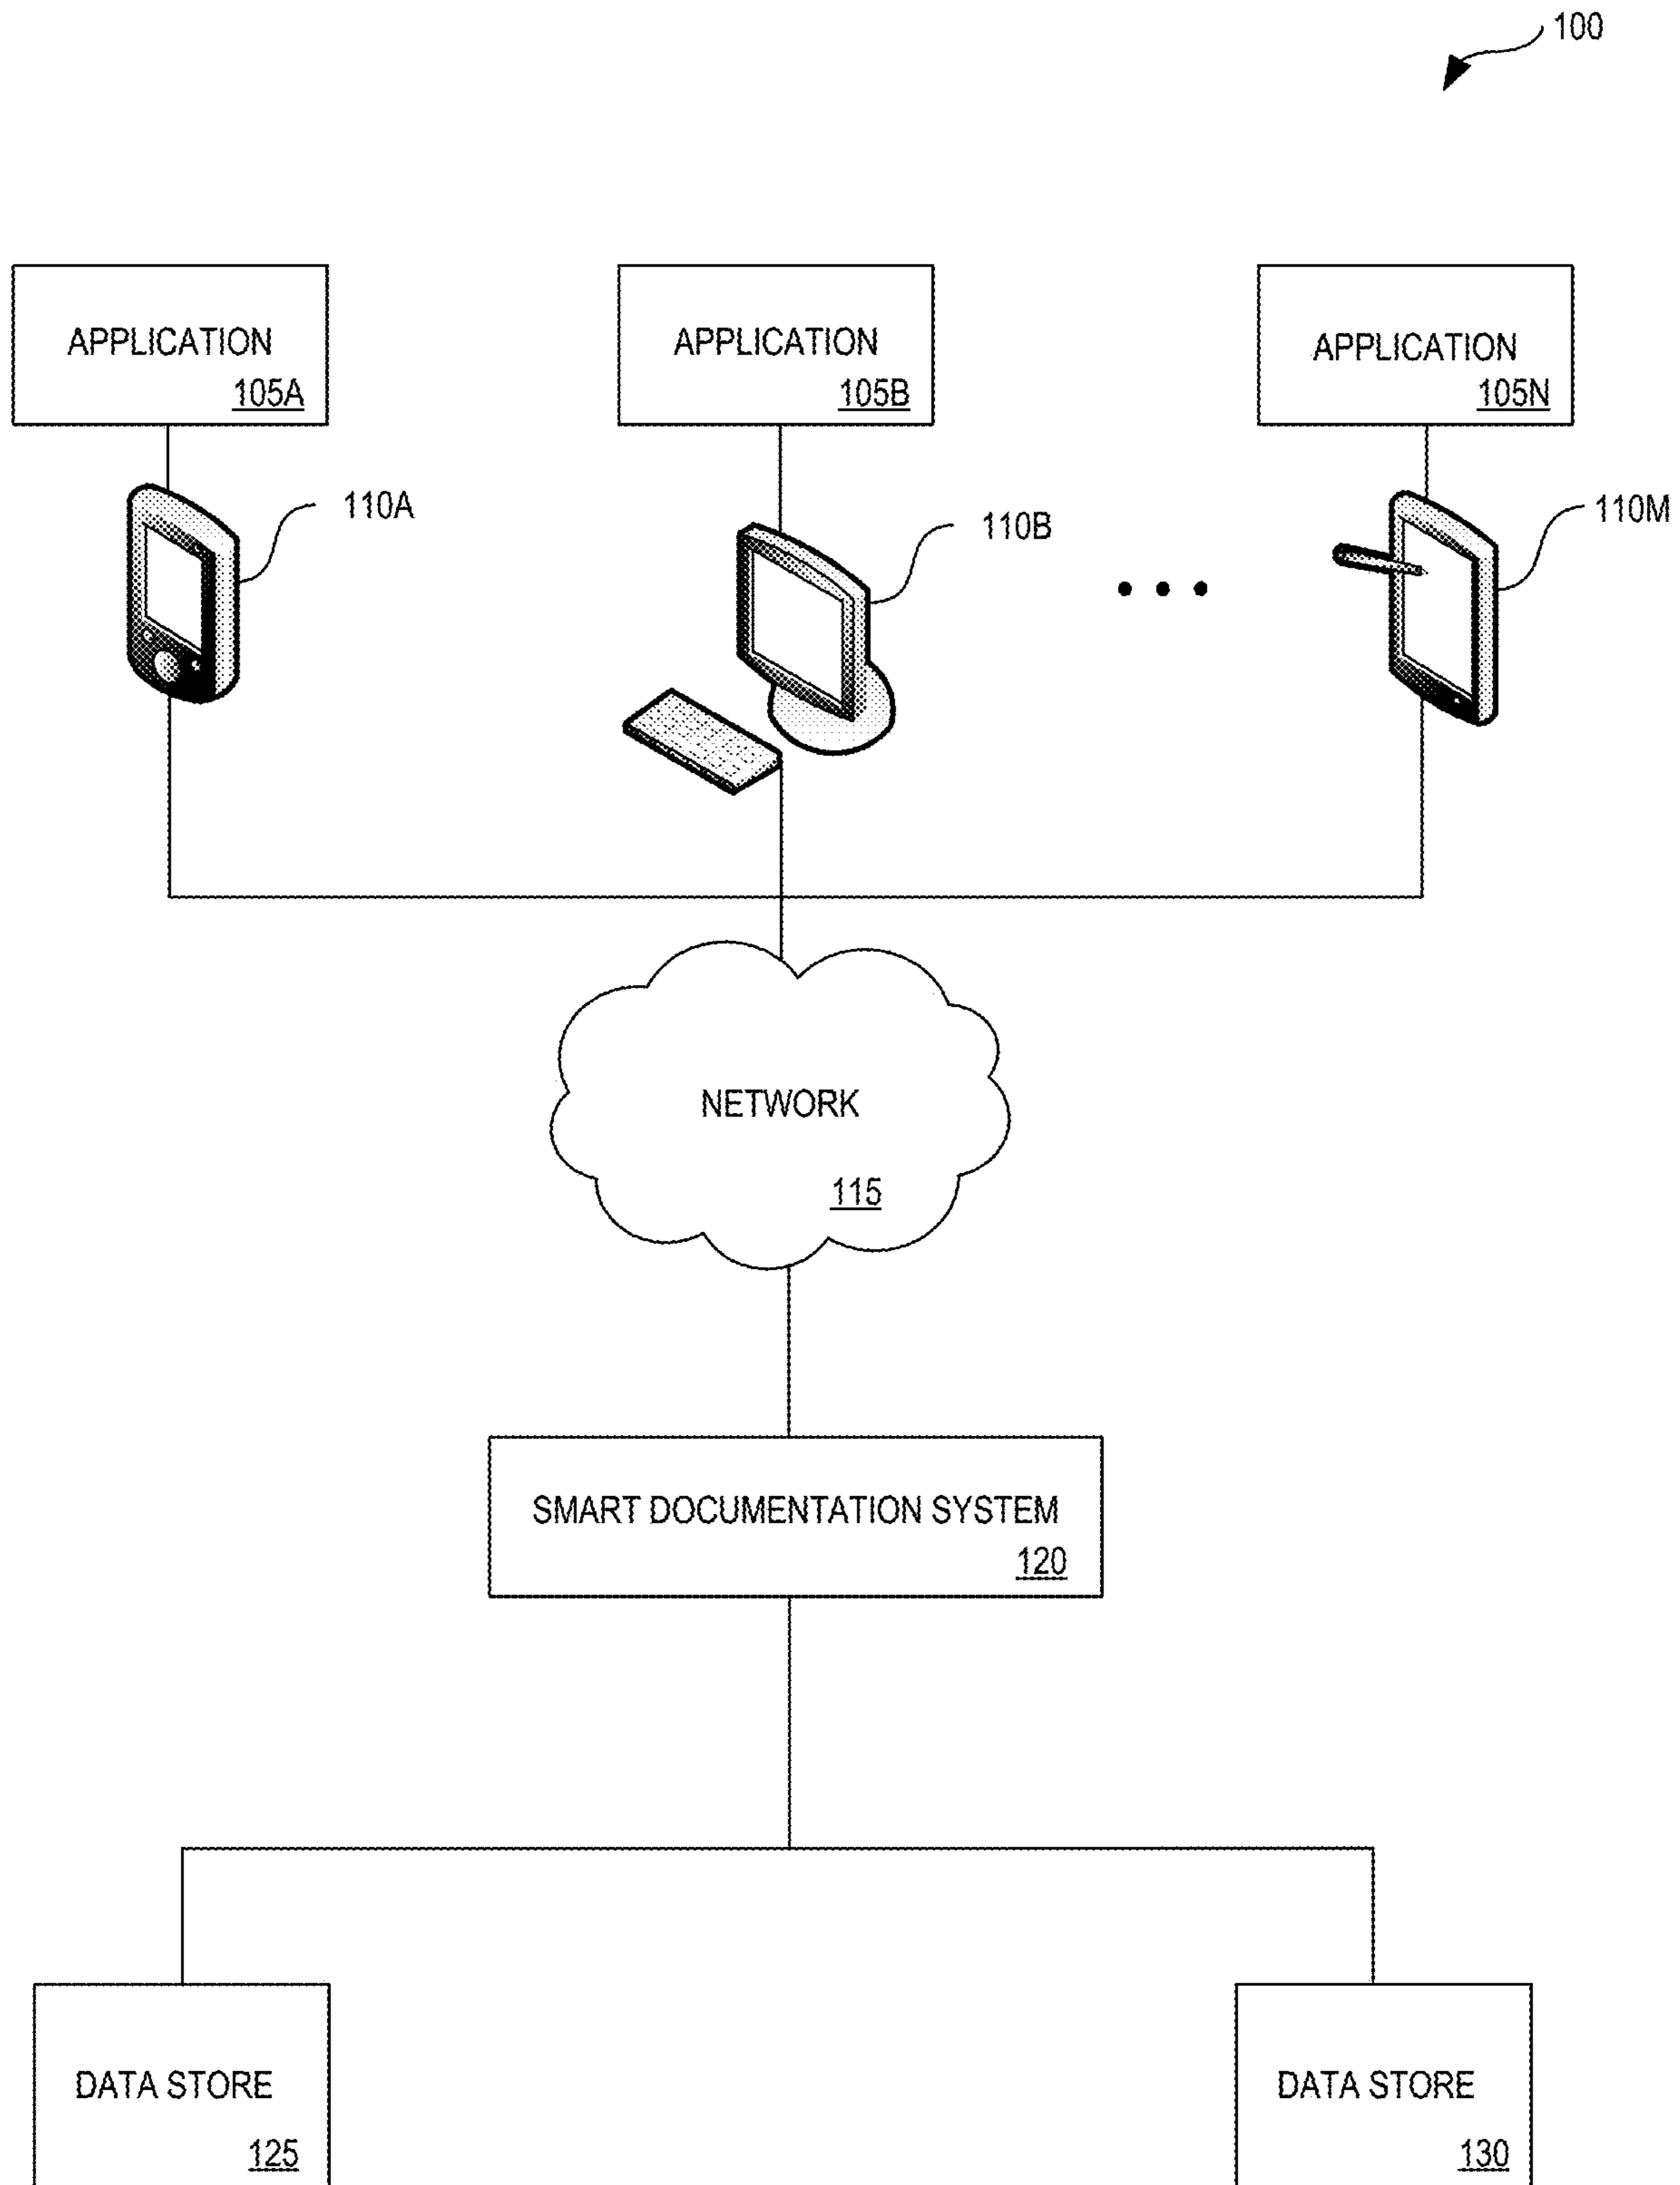 100
APPLICATION
105A
APPLICATION
105B
APPLICATION
105N
110A
110B
110M
NETWORK
115
SMART DOCUMENTATION SYSTEM
120
DATA STORE
125
DATA STORE
130